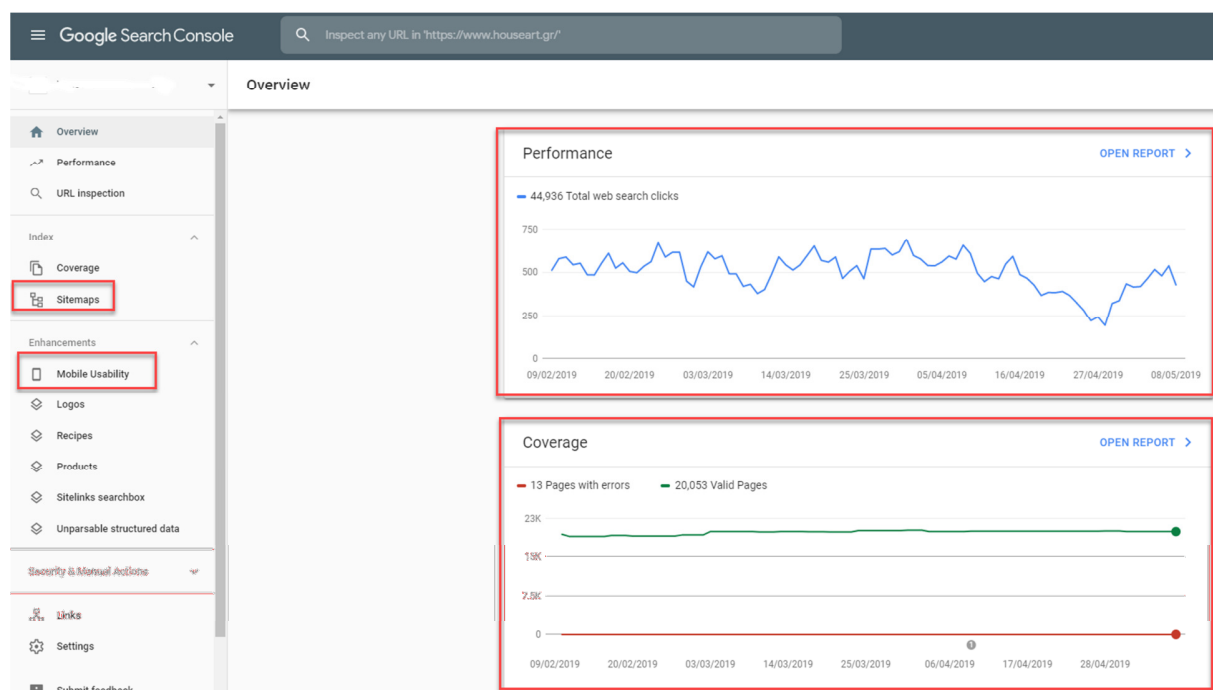 Google Search Console
Inspect any URL in 'https://www.houseart.gr/'
Overview
Overview
Performance
URL inspection
Index
Coverage
Sitemaps
Enhancements
Mobile Usability
Logos
Recipes
Products
Sitelinks searchbox
Unparsable structured data
Security & Manual Actions
Links
Settings
Submit feedback
Performance
OPEN REPORT
44,936 Total web search clicks
750
500
250
0
09/02/2019 20/02/2019 03/03/2019 14/03/2019 25/03/2019 05/04/2019 16/04/2019 27/04/2019 08/05/2019
Coverage
OPEN REPORT
13 Pages with errors 20,053 Valid Pages
23K
7.5K
0
1
09/02/2019 20/02/2019 03/03/2019 14/03/2019 25/03/2019 06/04/2019 17/04/2019 28/04/2019